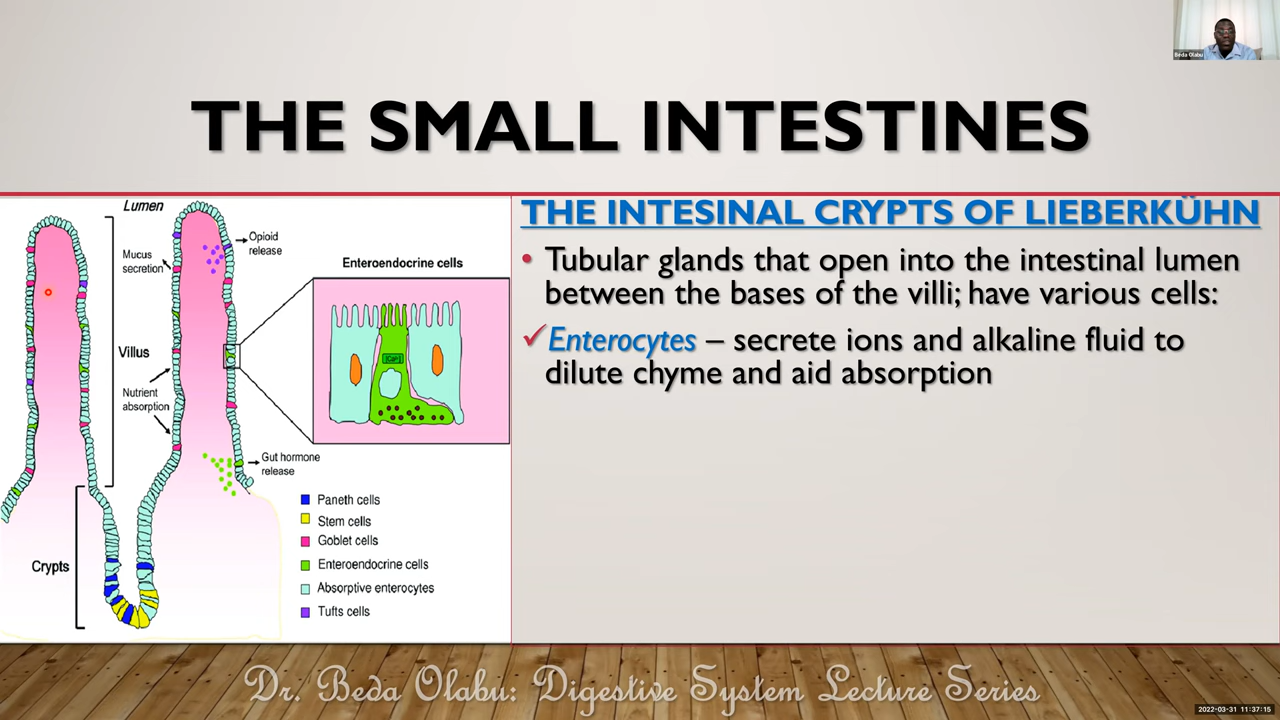 Beda Olabu
THE SMALL INTESTINES
Lumen
Mucus
secretion
Opioid
release
Enteroendocrine cells
[Ca²⁺]
Villus
Nutrient
absorption
Gut hormone
release
Crypts
Paneth cells
Stem cells
Goblet cells
Enteroendocrine cells
Absorptive enterocytes
Tufts cells
THE INTESINAL CRYPTS OF LIEBERKÜHN
• Tubular glands that open into the intestinal lumen
between the bases of the villi; have various cells:
✓Enterocytes – secrete ions and alkaline fluid to
dilute chyme and aid absorption
Dr. Beda Olabu: Digestive System Lecture Series
2022-03-31 11:37:15